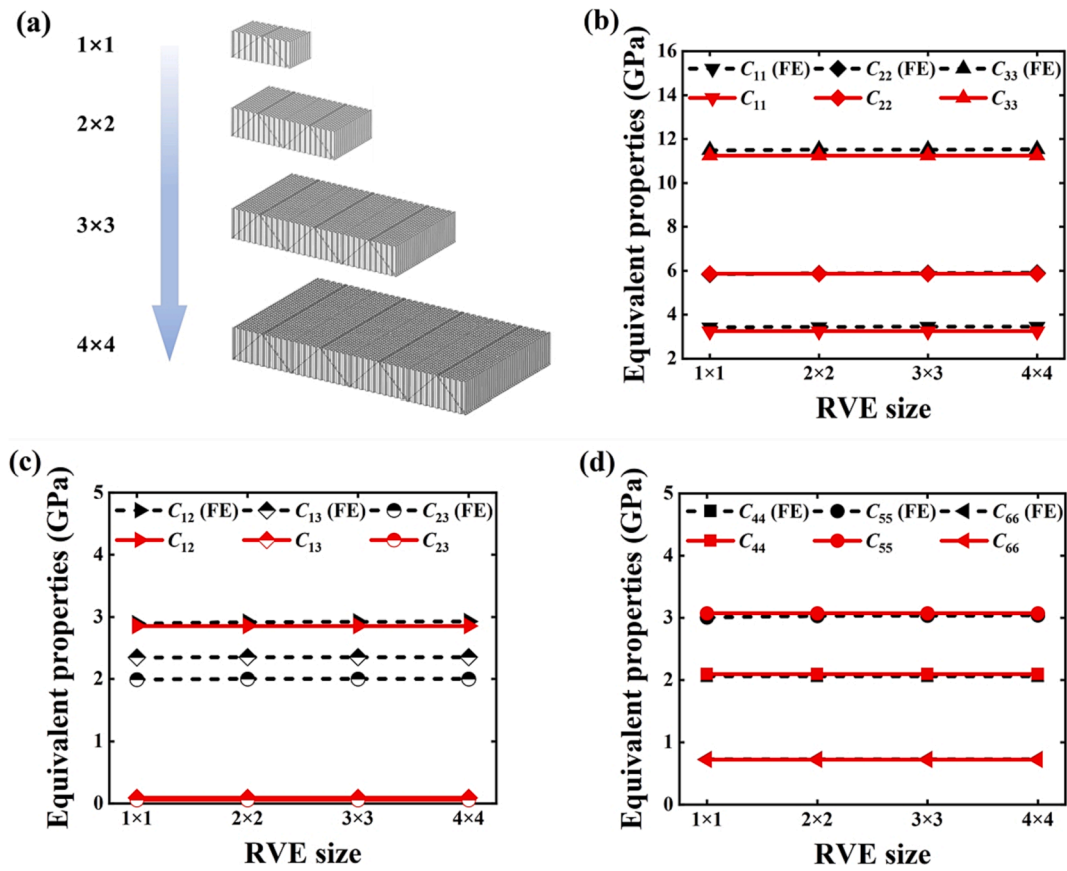 (a)
1×1
2×2
3×3
4×4
(b)
Equivalent properties (GPa)
16
14
12
10
8
6
4
2
C11 (FE) C22 (FE) C33 (FE)
C11 C22 C33
1×1 2×2 3×3 4×4
RVE size
(c)
Equivalent properties (GPa)
5
4
3
2
1
0
C12 (FE) C13 (FE) C23 (FE)
C12 C13 C23
1×1 2×2 3×3 4×4
RVE size
(d)
Equivalent properties (GPa)
5
4
3
2
1
0
C44 (FE) C55 (FE) C66 (FE)
C44 C55 C66
1×1 2×2 3×3 4×4
RVE size